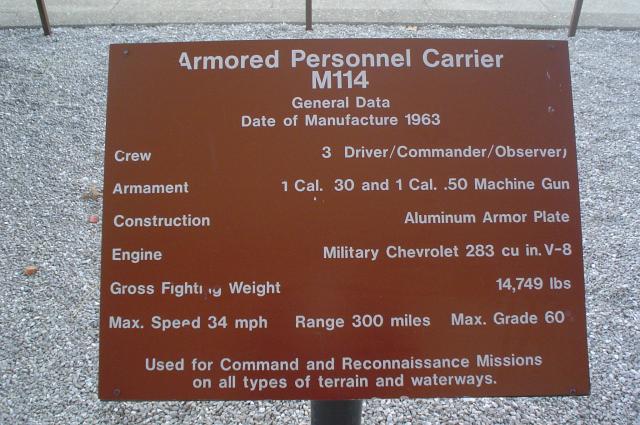 Armored Personnel Carrier
M114
General Data
Date of Manufacture 1963
Crew 3 Driver/Commander/Observer,
Armament 1 Cal. 30 and 1 Cal. .50 Machine Gun
Construction Aluminum Armor Plate
Engine Military Chevrolet 283 cu in. V-8
Gross Fighting Weight 14,749 lbs
Max. Speed 34 mph Range 300 miles Max. Grade 60°
Used for Command and Reconnaissance Missions
on all types of terrain and waterways.